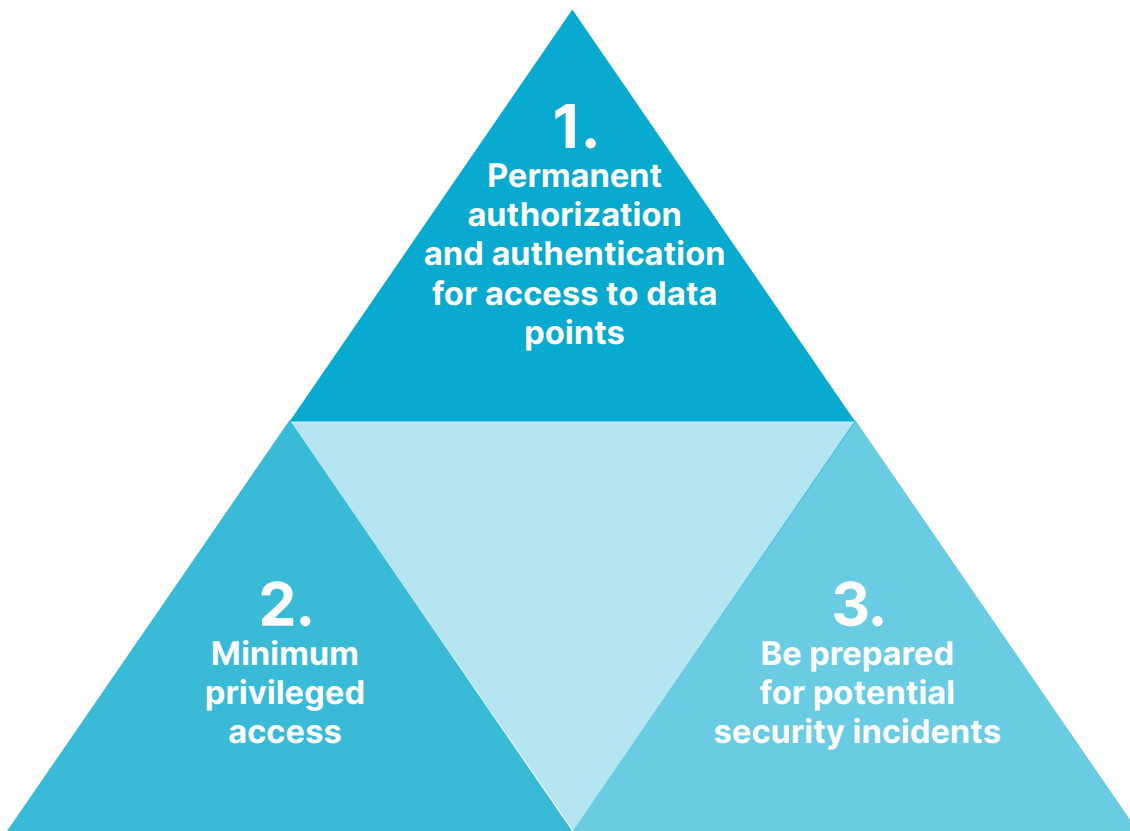 1.
Permanent
authorization
and authentication
for access to data
points
2.
Minimum
privileged
access
3.
Be prepared
for potential
security incidents